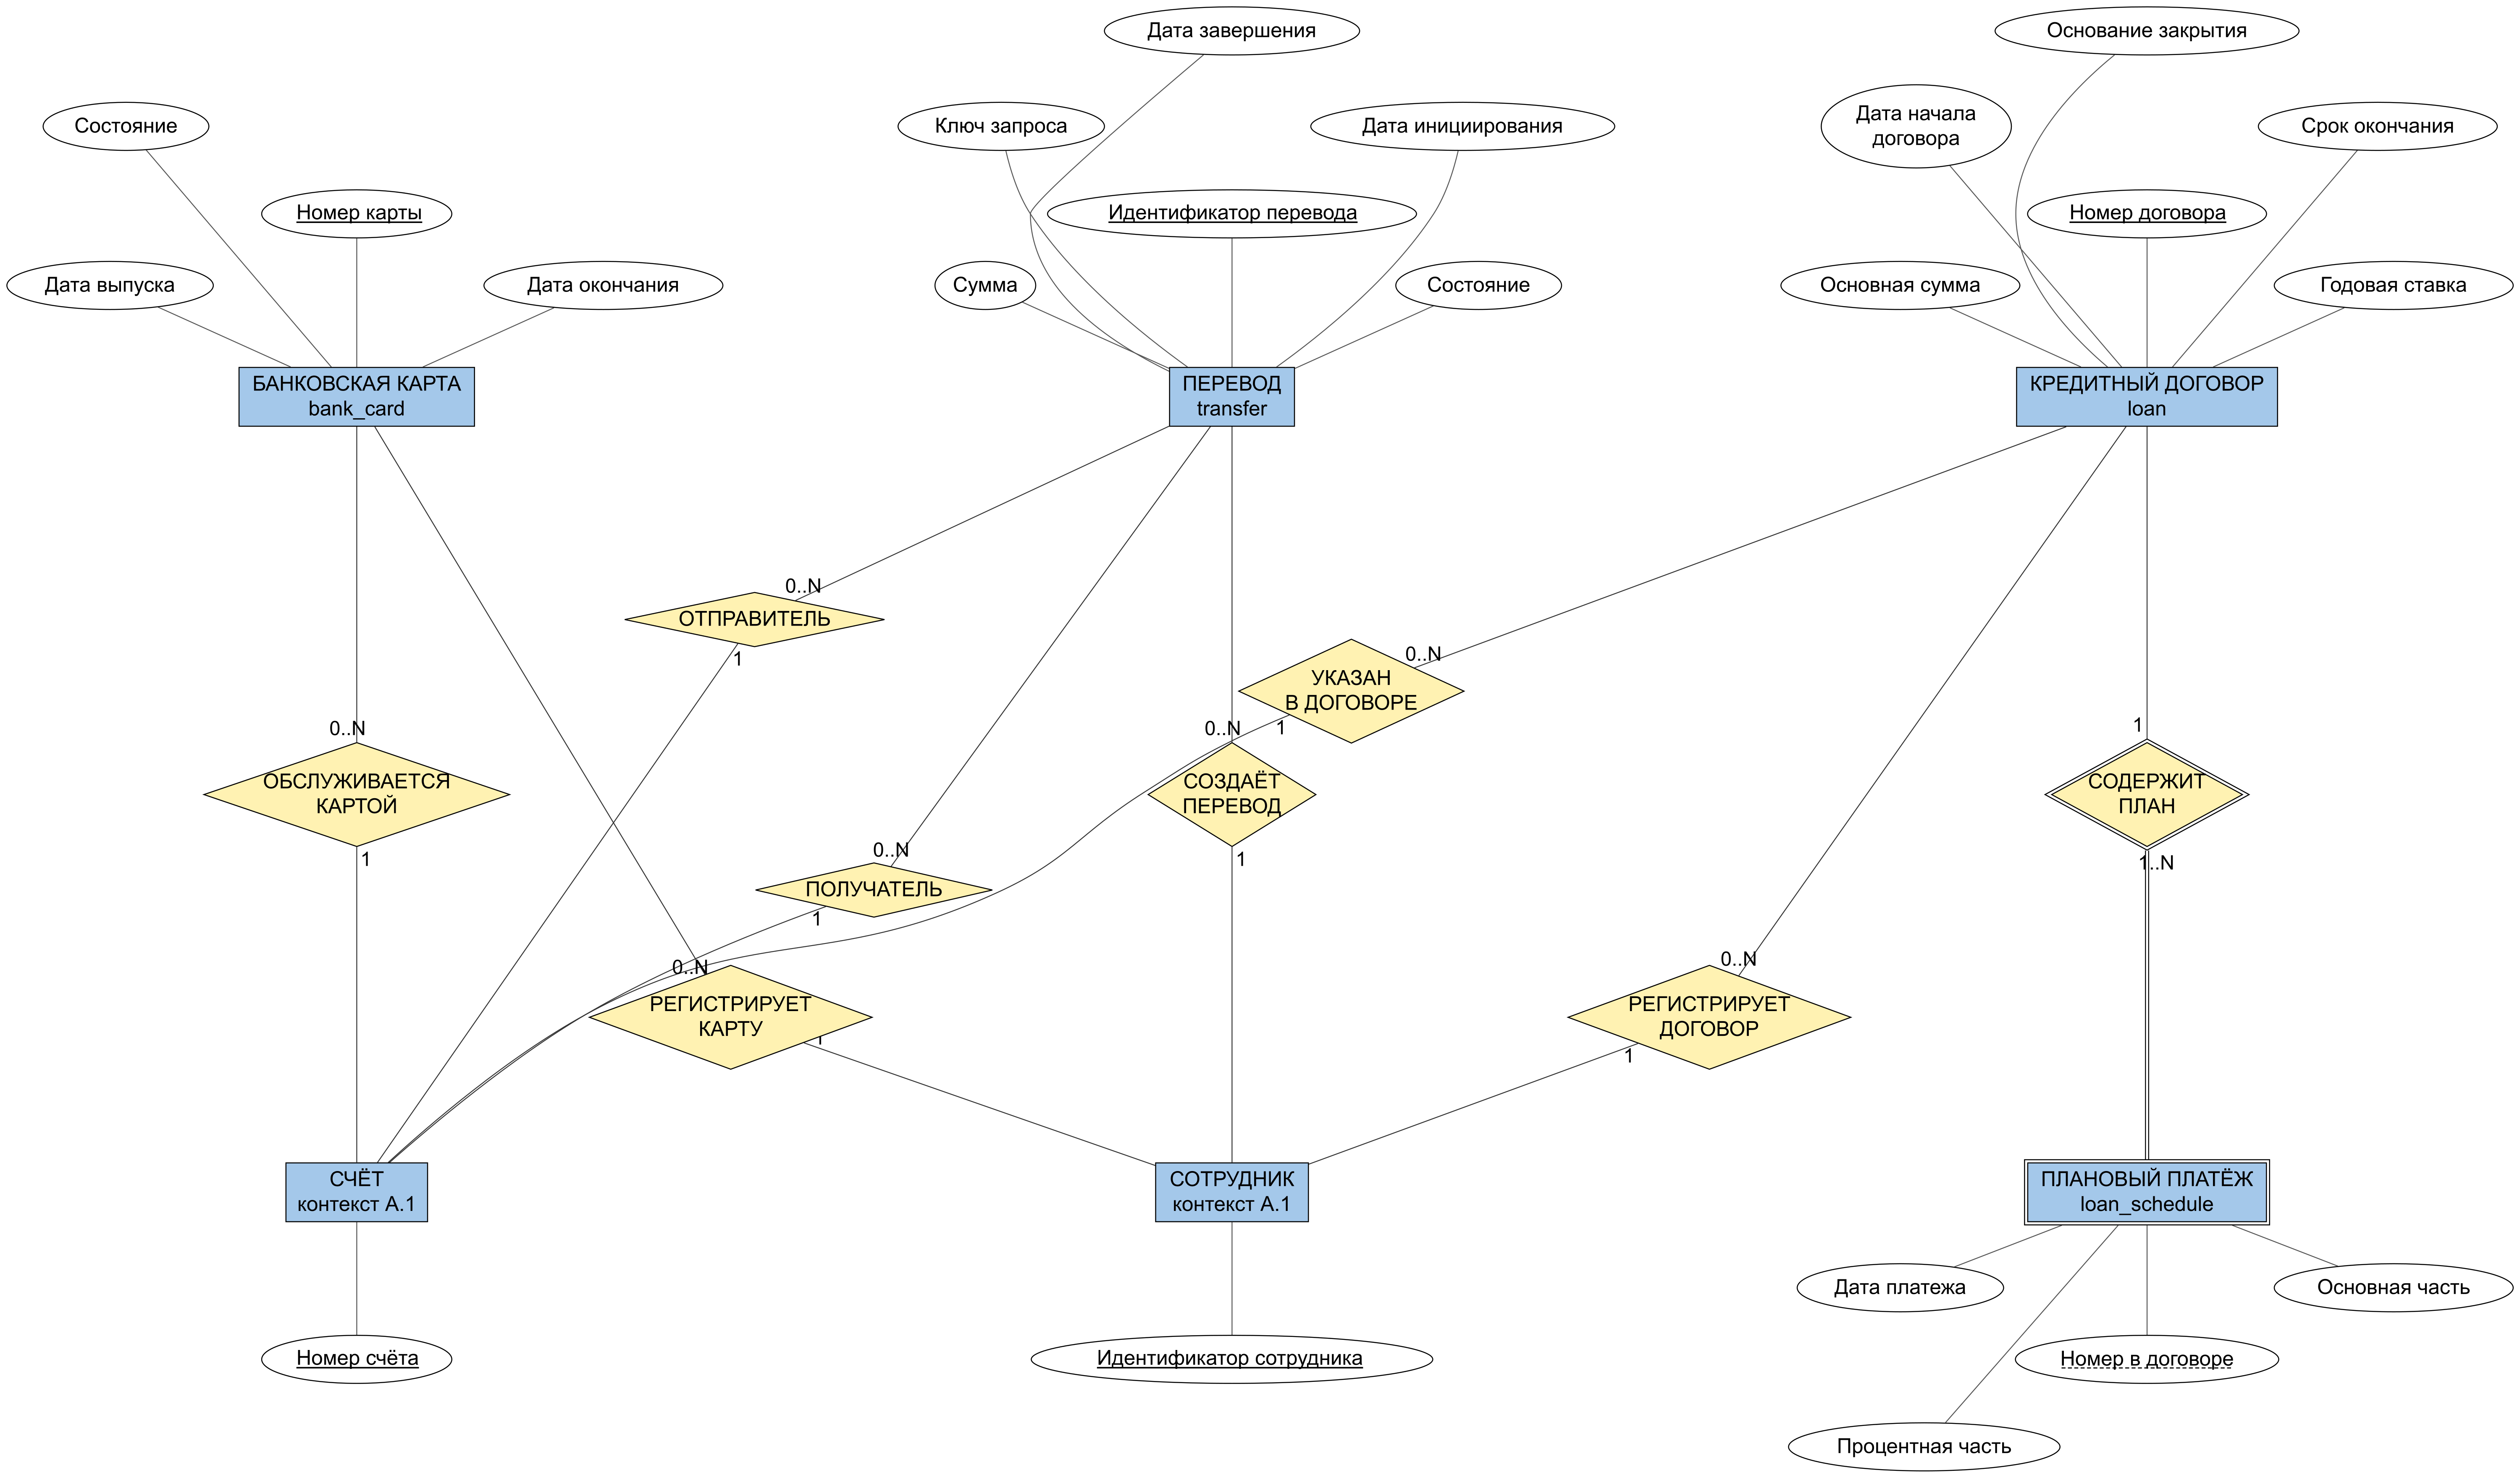 Дата завершения
Основание закрытия
Состояние
Ключ запроса
Дата инициирования
Дата начала
договора
Срок окончания
Номер карты
Идентификатор перевода
Номер договора
Дата выпуска
Дата окончания
Сумма
Состояние
Основная сумма
Годовая ставка
БАНКОВСКАЯ КАРТА
bank_card
ПЕРЕВОД
transfer
КРЕДИТНЫЙ ДОГОВОР
loan
0..N
ОТПРАВИТЕЛЬ
1
0..N
УКАЗАН
В ДОГОВОРЕ
1
0..N
ОБСЛУЖИВАЕТСЯ
КАРТОЙ
1
0..N
СОЗДАЁТ
ПЕРЕВОД
1
1
СОДЕРЖИТ
ПЛАН
1..N
0..N
ПОЛУЧАТЕЛЬ
1
0..N
РЕГИСТРИРУЕТ
КАРТУ
1
0..N
РЕГИСТРИРУЕТ
ДОГОВОР
1
СЧЁТ
контекст А.1
СОТРУДНИК
контекст А.1
ПЛАНОВЫЙ ПЛАТЁЖ
loan_schedule
Дата платежа
Основная часть
Номер счёта
Идентификатор сотрудника
Номер в договоре
Процентная часть